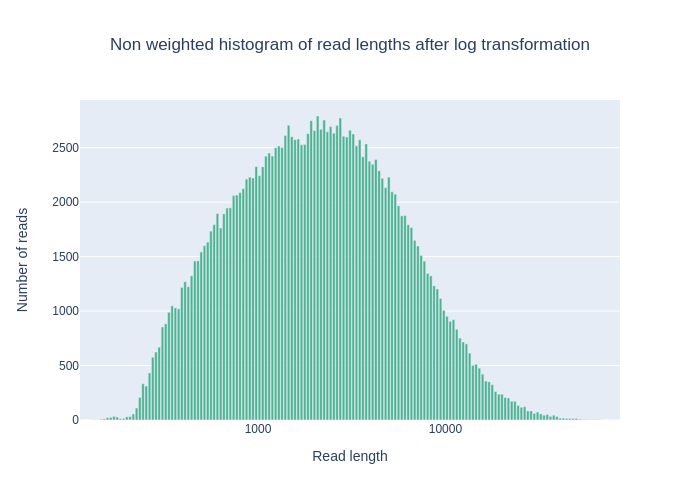 Non weighted histogram of read lengths after log transformation
Number of reads
2500
2000
1500
1000
500
0
1000
10000
Read length